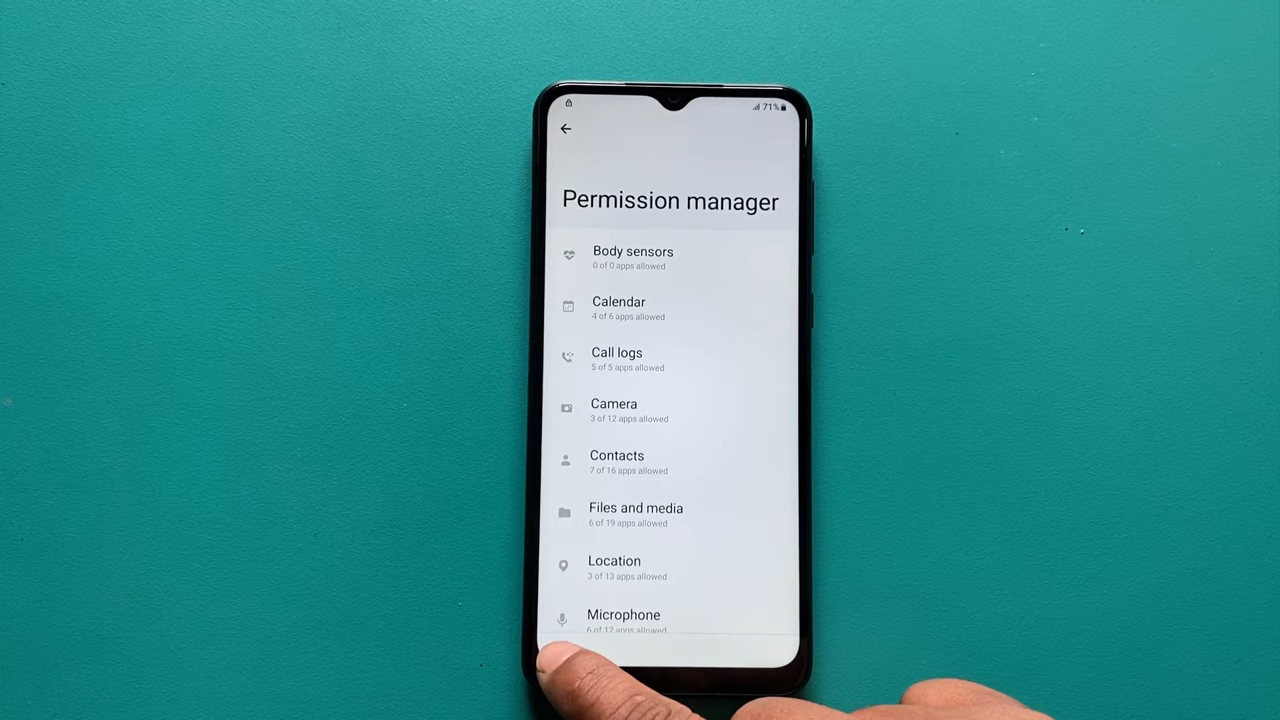 71%
Permission manager
Body sensors
0 of 0 apps allowed
Calendar
4 of 6 apps allowed
Call logs
5 of 5 apps allowed
Camera
3 of 12 apps allowed
Contacts
7 of 16 apps allowed
Files and media
6 of 19 apps allowed
Location
3 of 13 apps allowed
Microphone
6 of 12 apps allowed